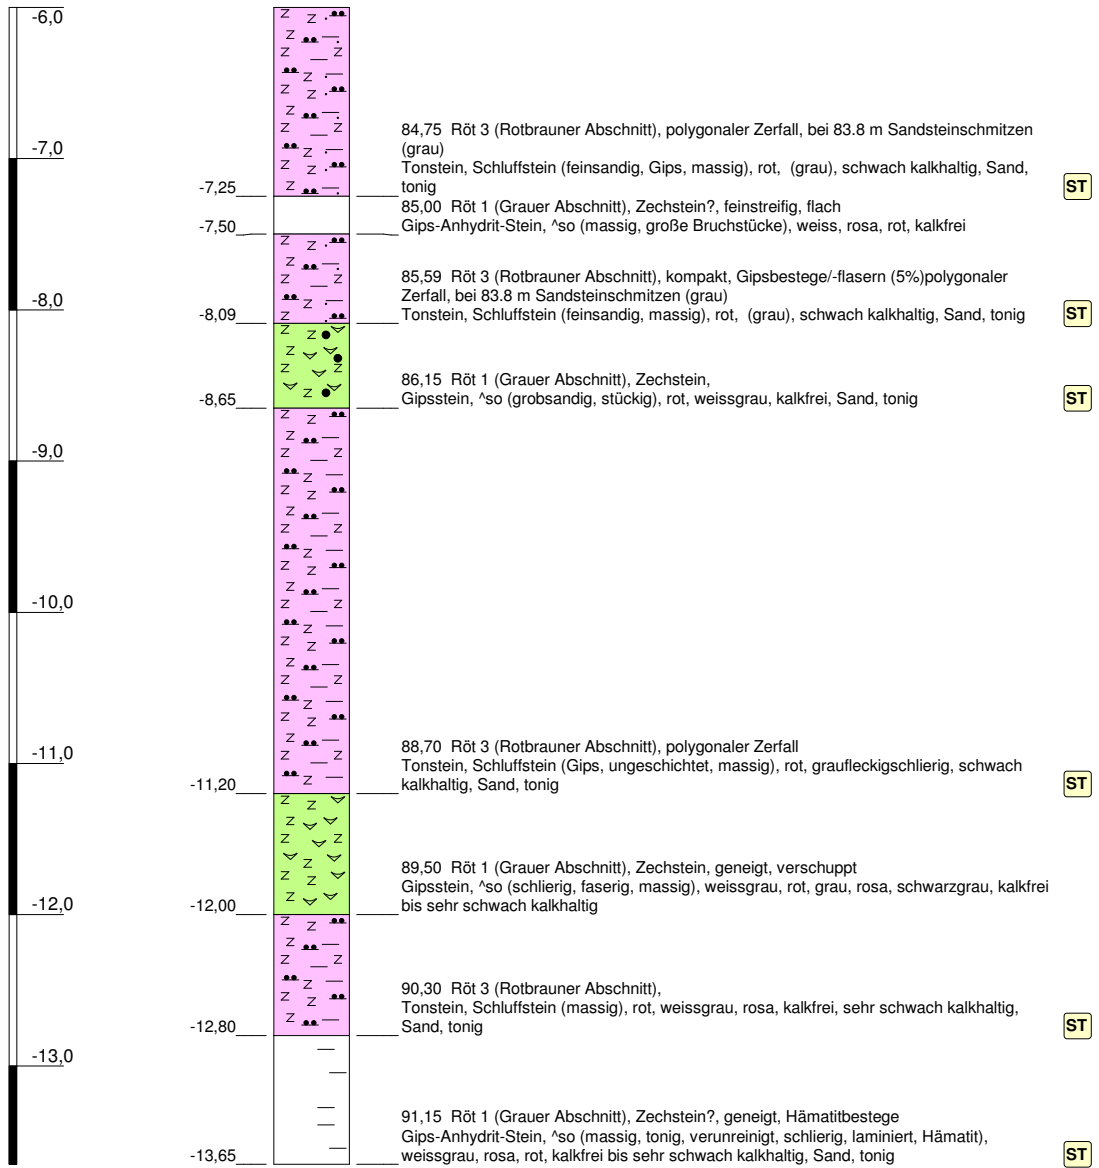 -6,0
84,75 Röt 3 (Rotbrauner Abschnitt), polygonaler Zerfall, bei 83.8 m Sandsteinschmitzen
(grau)
-7,0
Tonstein, Schluffstein (feinsandig, Gips, massig), rot, (grau), schwach kalkhaltig, Sand,
tonig
-7,25
ST
85,00 Röt 1 (Grauer Abschnitt), Zechstein?, feinstreifig, flach
Gips-Anhydrit-Stein, ^so (massig, große Bruchstücke), weiss, rosa, rot, kalkfrei
-7,50
85,59 Röt 3 (Rotbrauner Abschnitt), kompakt, Gipsbestege/-flasern (5%)polygonaler
Zerfall, bei 83.8 m Sandsteinschmitzen (grau)
-8,0
Tonstein, Schluffstein (feinsandig, massig), rot, (grau), schwach kalkhaltig, Sand, tonig
-8,09
ST
86,15 Röt 1 (Grauer Abschnitt), Zechstein,
Gipsstein, ^so (grobsandig, stückig), rot, weissgrau, kalkfrei, Sand, tonig
-8,65
ST
-9,0
-10,0
-11,0
88,70 Röt 3 (Rotbrauner Abschnitt), polygonaler Zerfall
Tonstein, Schluffstein (Gips, ungeschichtet, massig), rot, graufleckigschlierig, schwach
kalkhaltig, Sand, tonig
-11,20
ST
89,50 Röt 1 (Grauer Abschnitt), Zechstein, geneigt, verschuppt
Gipsstein, ^so (schlierig, faserig, massig), weissgrau, rot, grau, rosa, schwarzgrau, kalkfrei
bis sehr schwach kalkhaltig
-12,0
-12,00
90,30 Röt 3 (Rotbrauner Abschnitt),
Tonstein, Schluffstein (massig), rot, weissgrau, rosa, kalkfrei, sehr schwach kalkhaltig,
Sand, tonig
-12,80
ST
-13,0
91,15 Röt 1 (Grauer Abschnitt), Zechstein?, geneigt, Hämatitbestege
Gips-Anhydrit-Stein, ^so (massig, tonig, verunreinigt, schlierig, laminiert, Hämatit),
weissgrau, rosa, rot, kalkfrei bis sehr schwach kalkhaltig, Sand, tonig
-13,65
ST